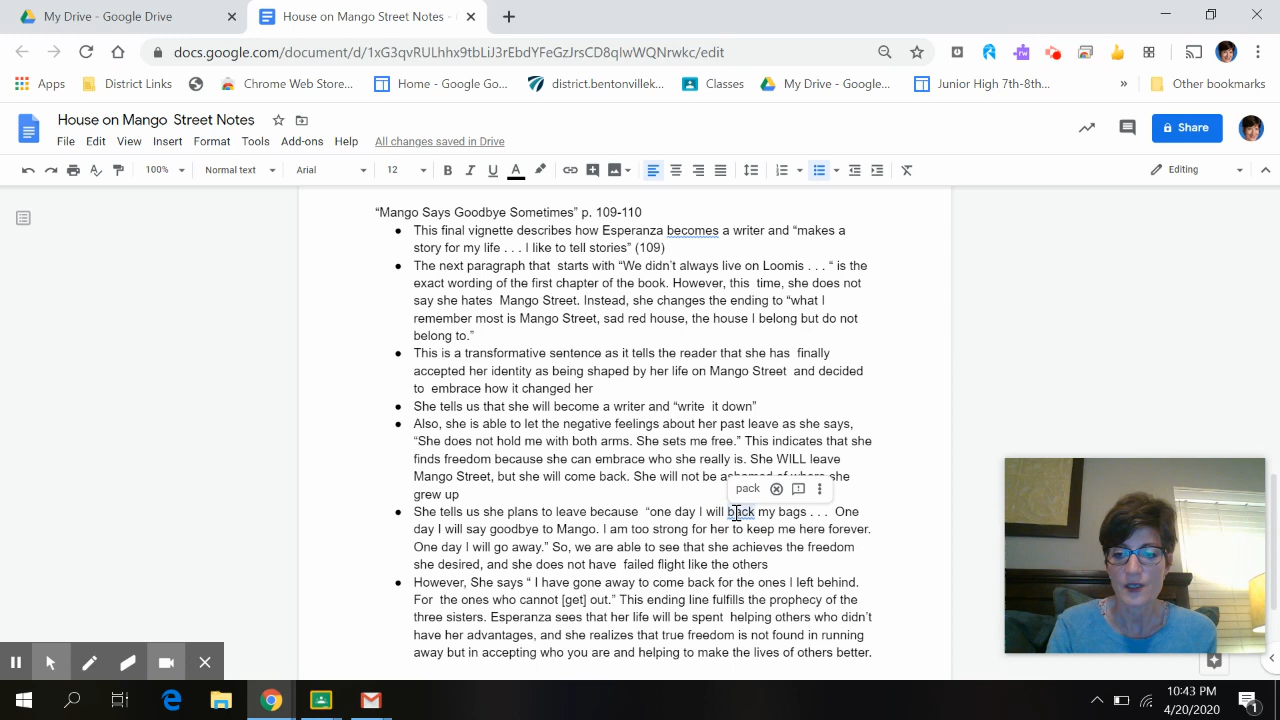 My Drive - Google Drive
House on Mango Street Notes -
docs.google.com/document/d/1xG3qvRULhhx9tbLiJ3rEbdYFeGzJrsCD8qlwWQNrwkc/edit
Apps District Links Chrome Web Store... Home - Google Go... district.bentonvillek... Classes My Drive - Google... Junior High 7th-8th... » Other bookmarks
House on Mango  Street Notes
File Edit View Insert Format Tools Add-ons Help All changes saved in Drive
Share
100% Normal text Arial 12 B I U A Editing
“Mango Says Goodbye Sometimes” p. 109-110
● This final vignette describes how Esperanza becomes a writer and “makes a
story for my life . . . I like to tell stories” (109)
● The next paragraph that  starts with “We didn’t always live on Loomis . . . “ is the
exact wording of the first chapter of the book. However, this  time, she does not
say she hates  Mango Street. Instead, she changes the ending to “what I
remember most is Mango Street, sad red house, the house I belong but do not
belong to.”
● This is a transformative sentence as it tells the reader that she has  finally
accepted her identity as being shaped by her life on Mango Street  and decided
to  embrace how it changed her
● She tells us that she will become a writer and “write  it down”
● Also, she is able to let the negative feelings about her past leave as she says,
“She does not hold me with both arms. She sets me free.” This indicates that she
finds freedom because she can embrace who she really is. She WILL leave
Mango Street, but she will come back. She will not be ashamed of where she
grew up
pack
● She tells us she plans to leave because  “one day I will back my bags . . .  One
day I will say goodbye to Mango. I am too strong for her to keep me here forever.
One day I will go away.” So, we are able to see that she achieves the freedom
she desired, and she does not have  failed flight like the others
● However, She says “ I have gone away to come back for the ones I left behind.
For  the ones who cannot [get] out.” This ending line fulfills the prophecy of the
three sisters. Esperanza sees that her life will be spent  helping others who didn’t
have her advantages, and she realizes that true freedom is not found in running
away but in accepting who you are and helping to make the lives of others better.
10:43 PM
4/20/2020
1